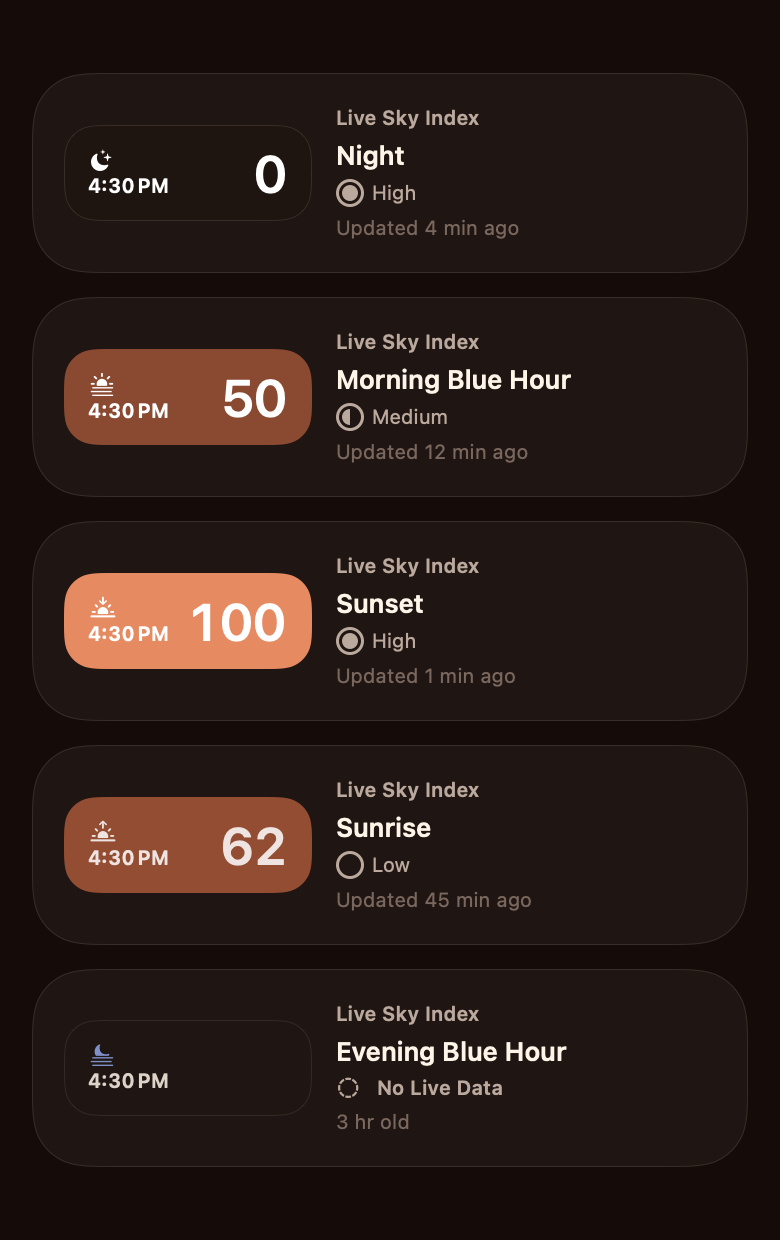 Live Sky Index
Night
4:30 PM
0
High
Updated 4 min ago
Live Sky Index
Morning Blue Hour
4:30 PM
50
Medium
Updated 12 min ago
Live Sky Index
Sunset
4:30 PM
100
High
Updated 1 min ago
Live Sky Index
Sunrise
4:30 PM
62
Low
Updated 45 min ago
Live Sky Index
Evening Blue Hour
4:30 PM
No Live Data
3 hr old